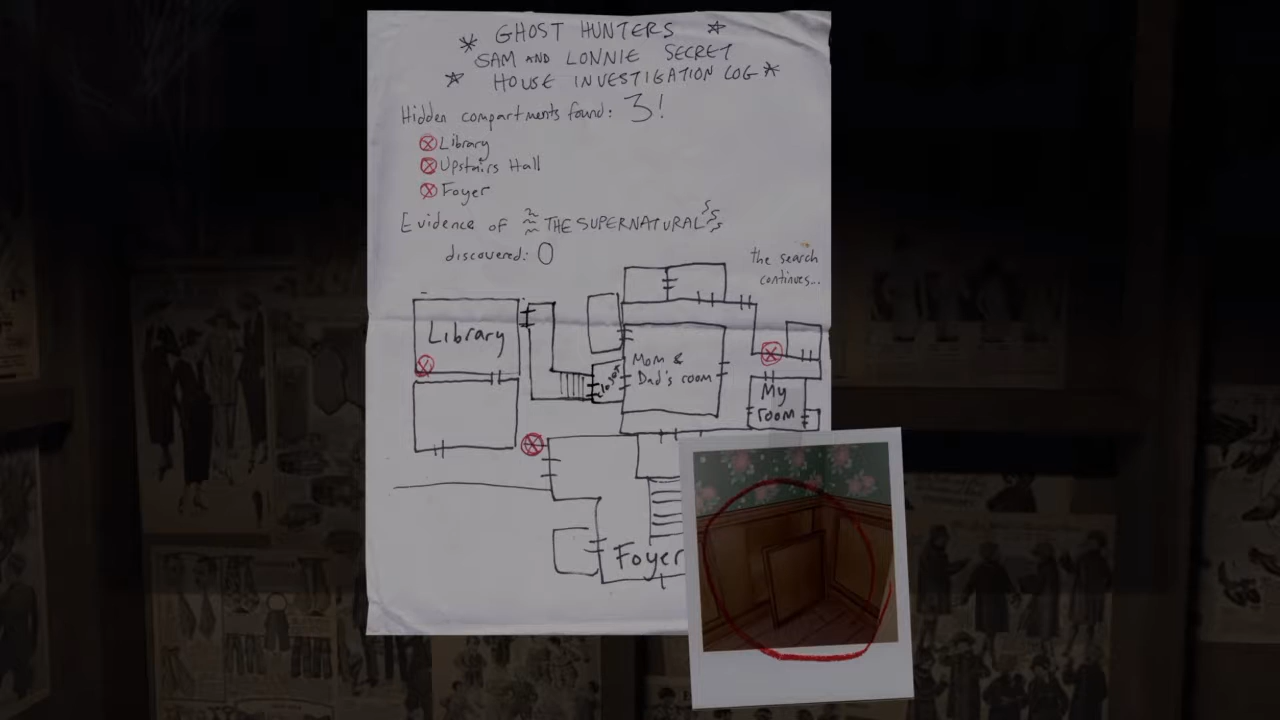 GHOST HUNTERS
SAM AND LONNIE SECRET
HOUSE INVESTIGATION LOG
Hidden compartments found: 3!
Library
Upstairs Hall
Foyer
Evidence of THE SUPERNATURAL
discovered: 0
the search
continues...
Library
Mom &
Dad's room
closet
My
room
Foyer